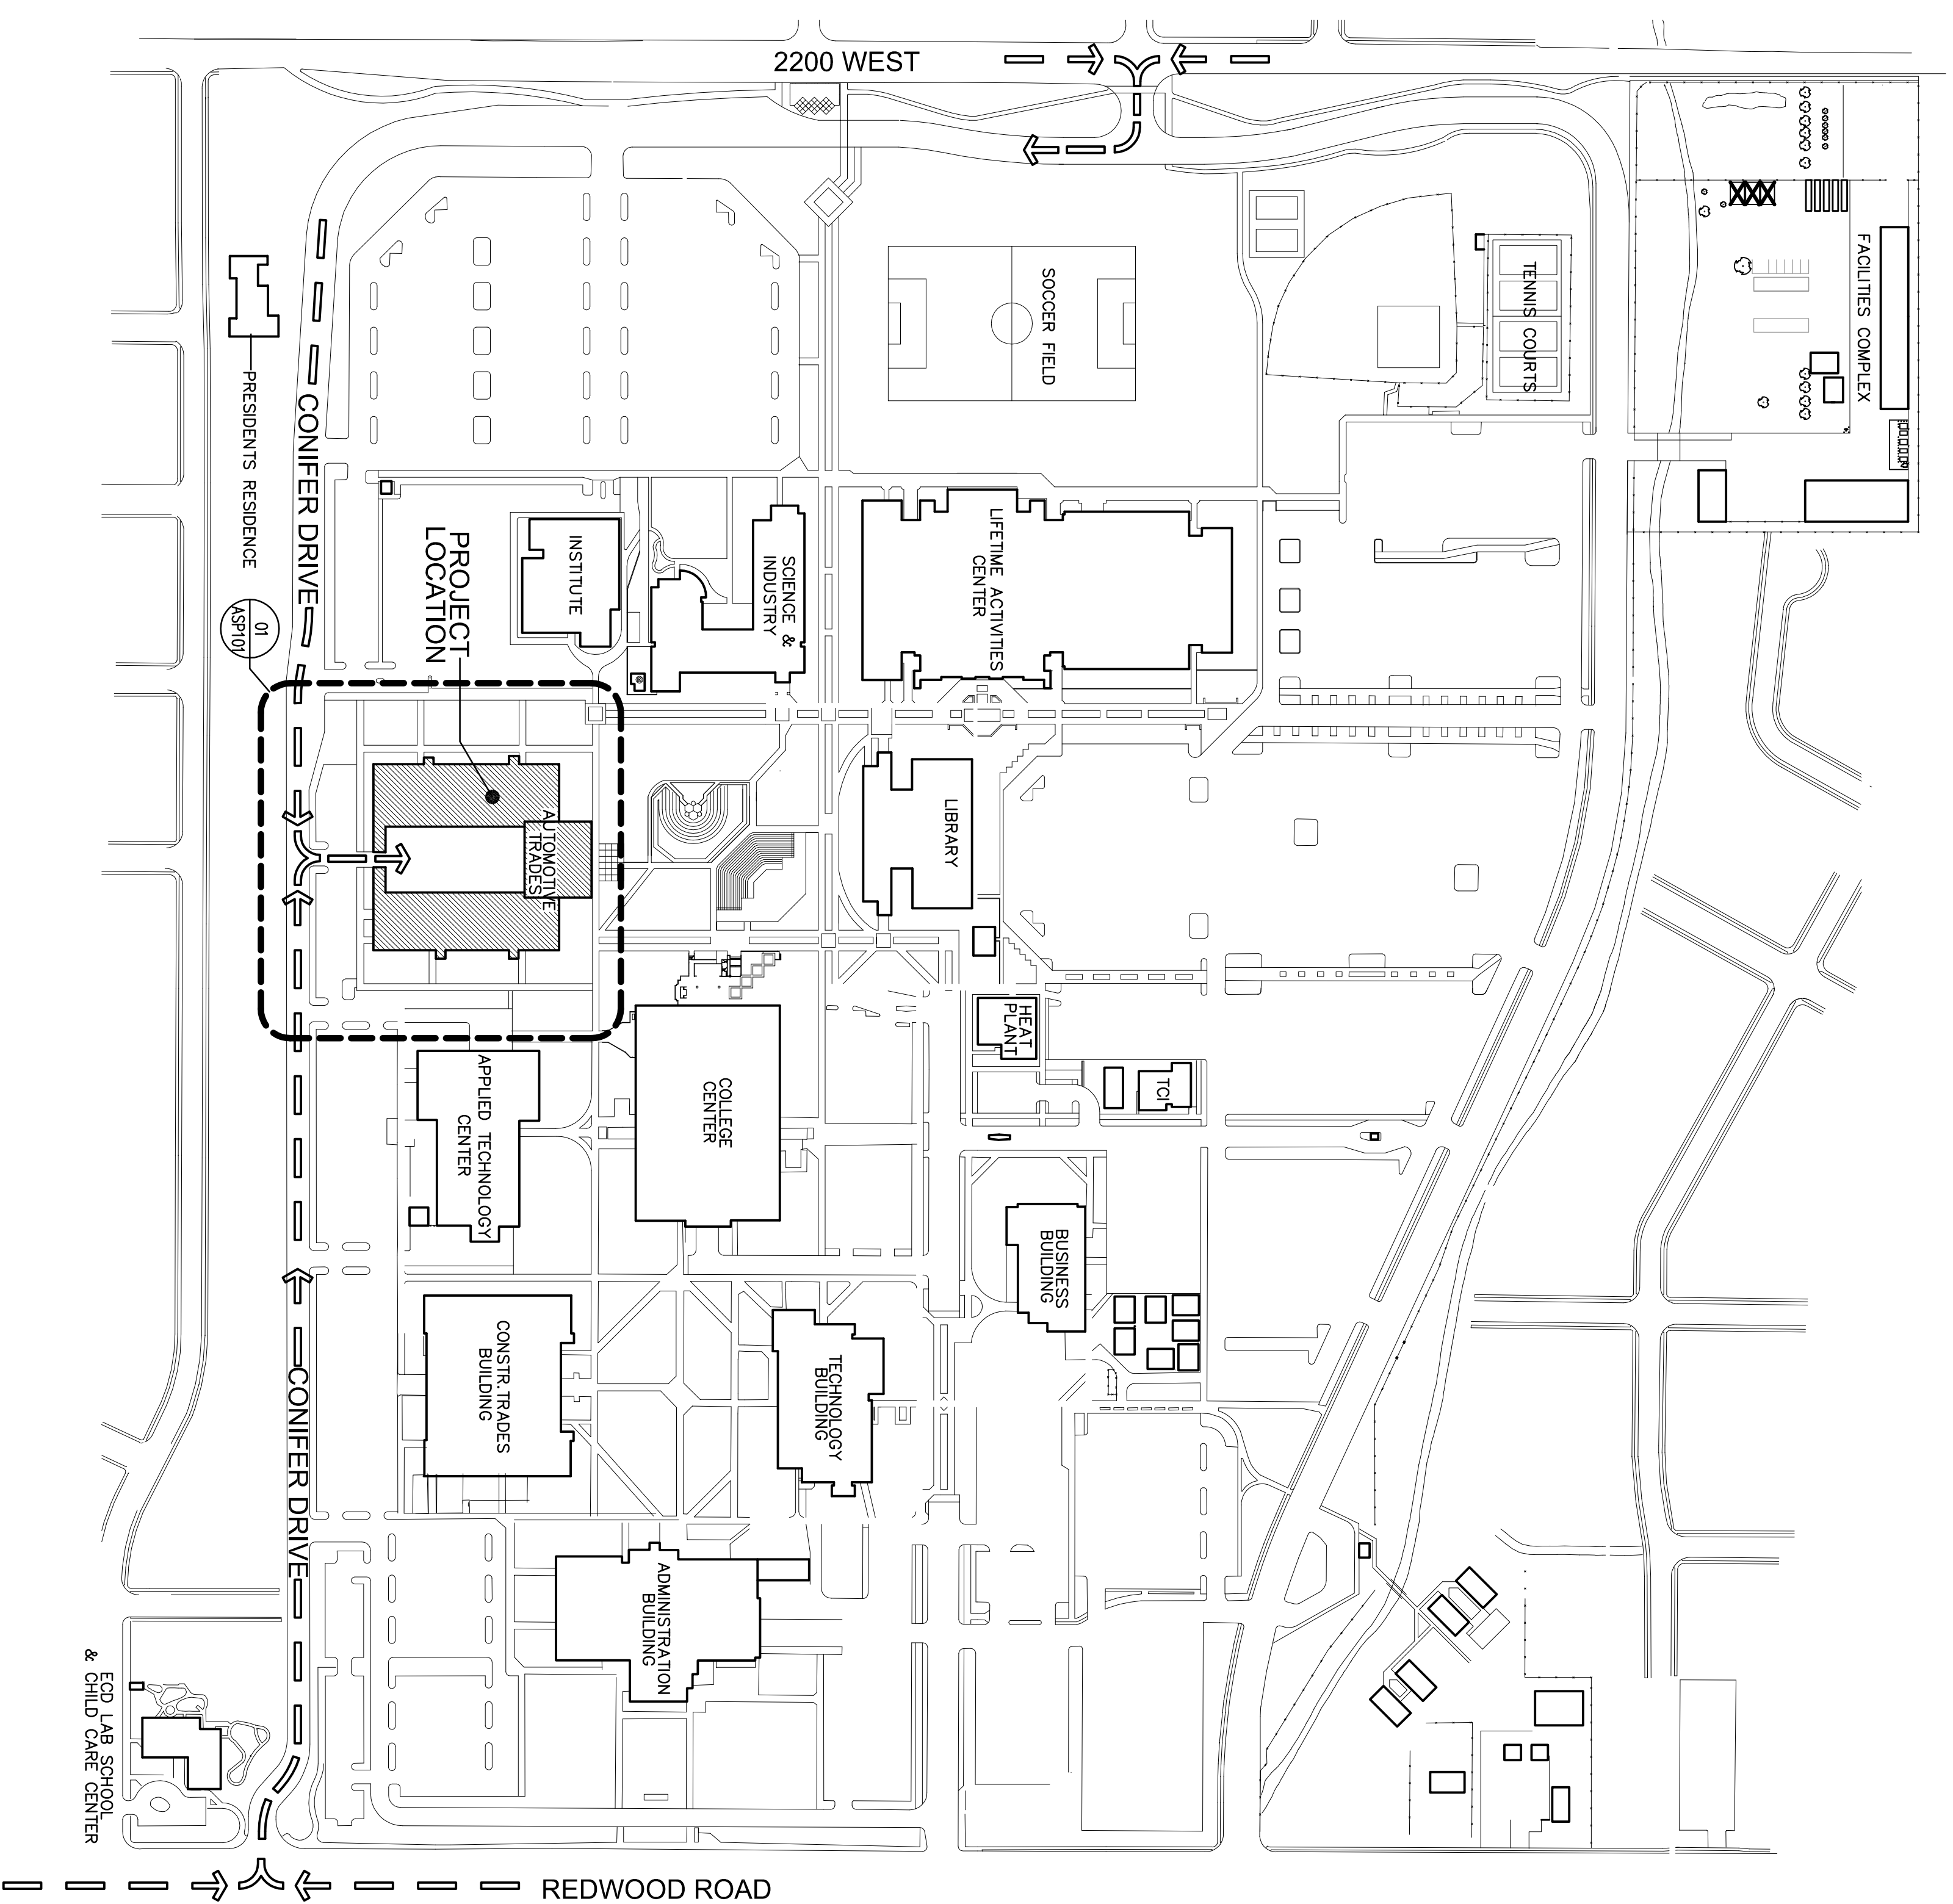 2200 WEST
FACILITIES COMPLEX
TENNIS COURTS
SOCCER FIELD
PRESIDENTS RESIDENCE
CONIFER DRIVE
PROJECT
LOCATION
INSTITUTE
SCIENCE &
INDUSTRY
LIFETIME ACTIVITIES
CENTER
01
ASP101
AUTOMOTIVE
TRADES
LIBRARY
HEAT
PLANT
TCI
APPLIED TECHNOLOGY
CENTER
COLLEGE
CENTER
BUSINESS
BUILDING
CONSTR.TRADES
BUILDING
TECHNOLOGY
BUILDING
CONIFER DRIVE
ADMINISTRATION
BUILDING
ECD LAB SCHOOL
& CHILD CARE CENTER
REDWOOD ROAD